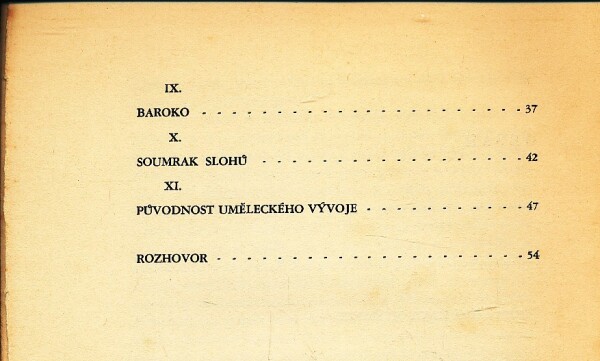 IX.
BAROKO - - - - - - - - - - - - - - - - - - - - - - 37
X.
SOUMRAK SLOHŮ - - - - - - - - - - - - - - - - - - 42
XI.
PŮVODNOST UMĚLECKÉHO VÝVOJE - - - - - - - - - - - 47
ROZHOVOR - - - - - - - - - - - - - - - - - - - - - 54